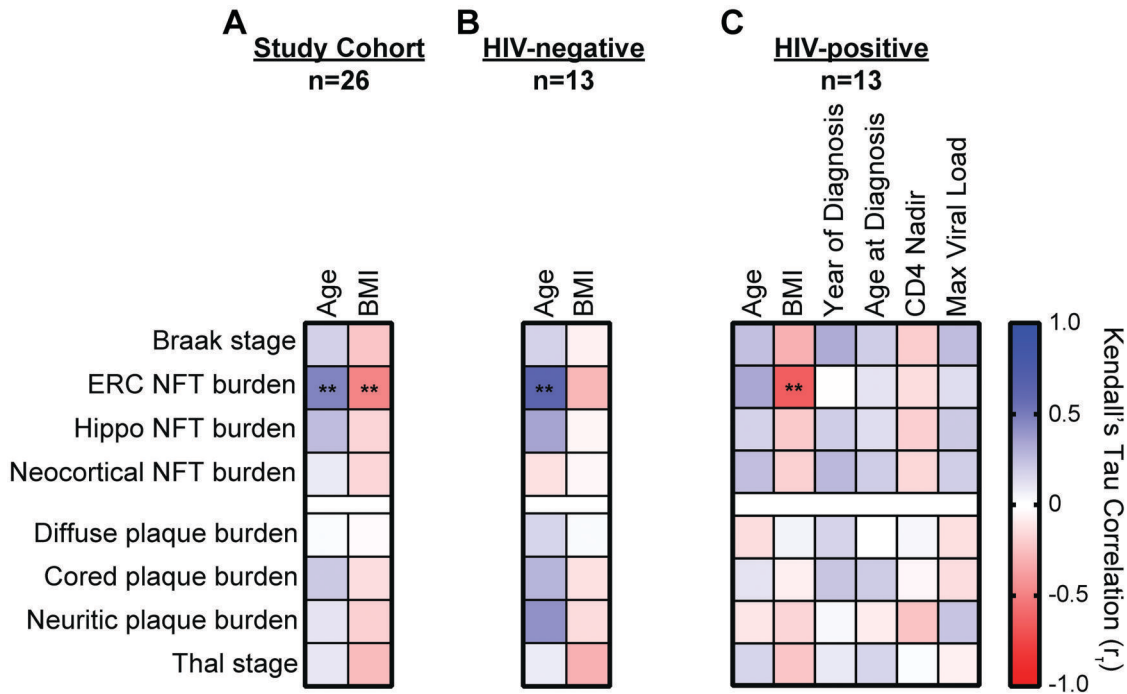 A
Study Cohort
n=26
B
HIV-negative
n=13
C
HIV-positive
n=13
Age
BMI
Age
BMI
Age
BMI
Year of Diagnosis
Age at Diagnosis
CD4 Nadir
Max Viral Load
Braak stage
ERC NFT burden
** ** ** **
Hippo NFT burden
Neocortical NFT burden
Diffuse plaque burden
Cored plaque burden
Neuritic plaque burden
Thal stage
1.0
0.5
0
-0.5
-1.0
Kendall's Tau Correlation (r_τ)